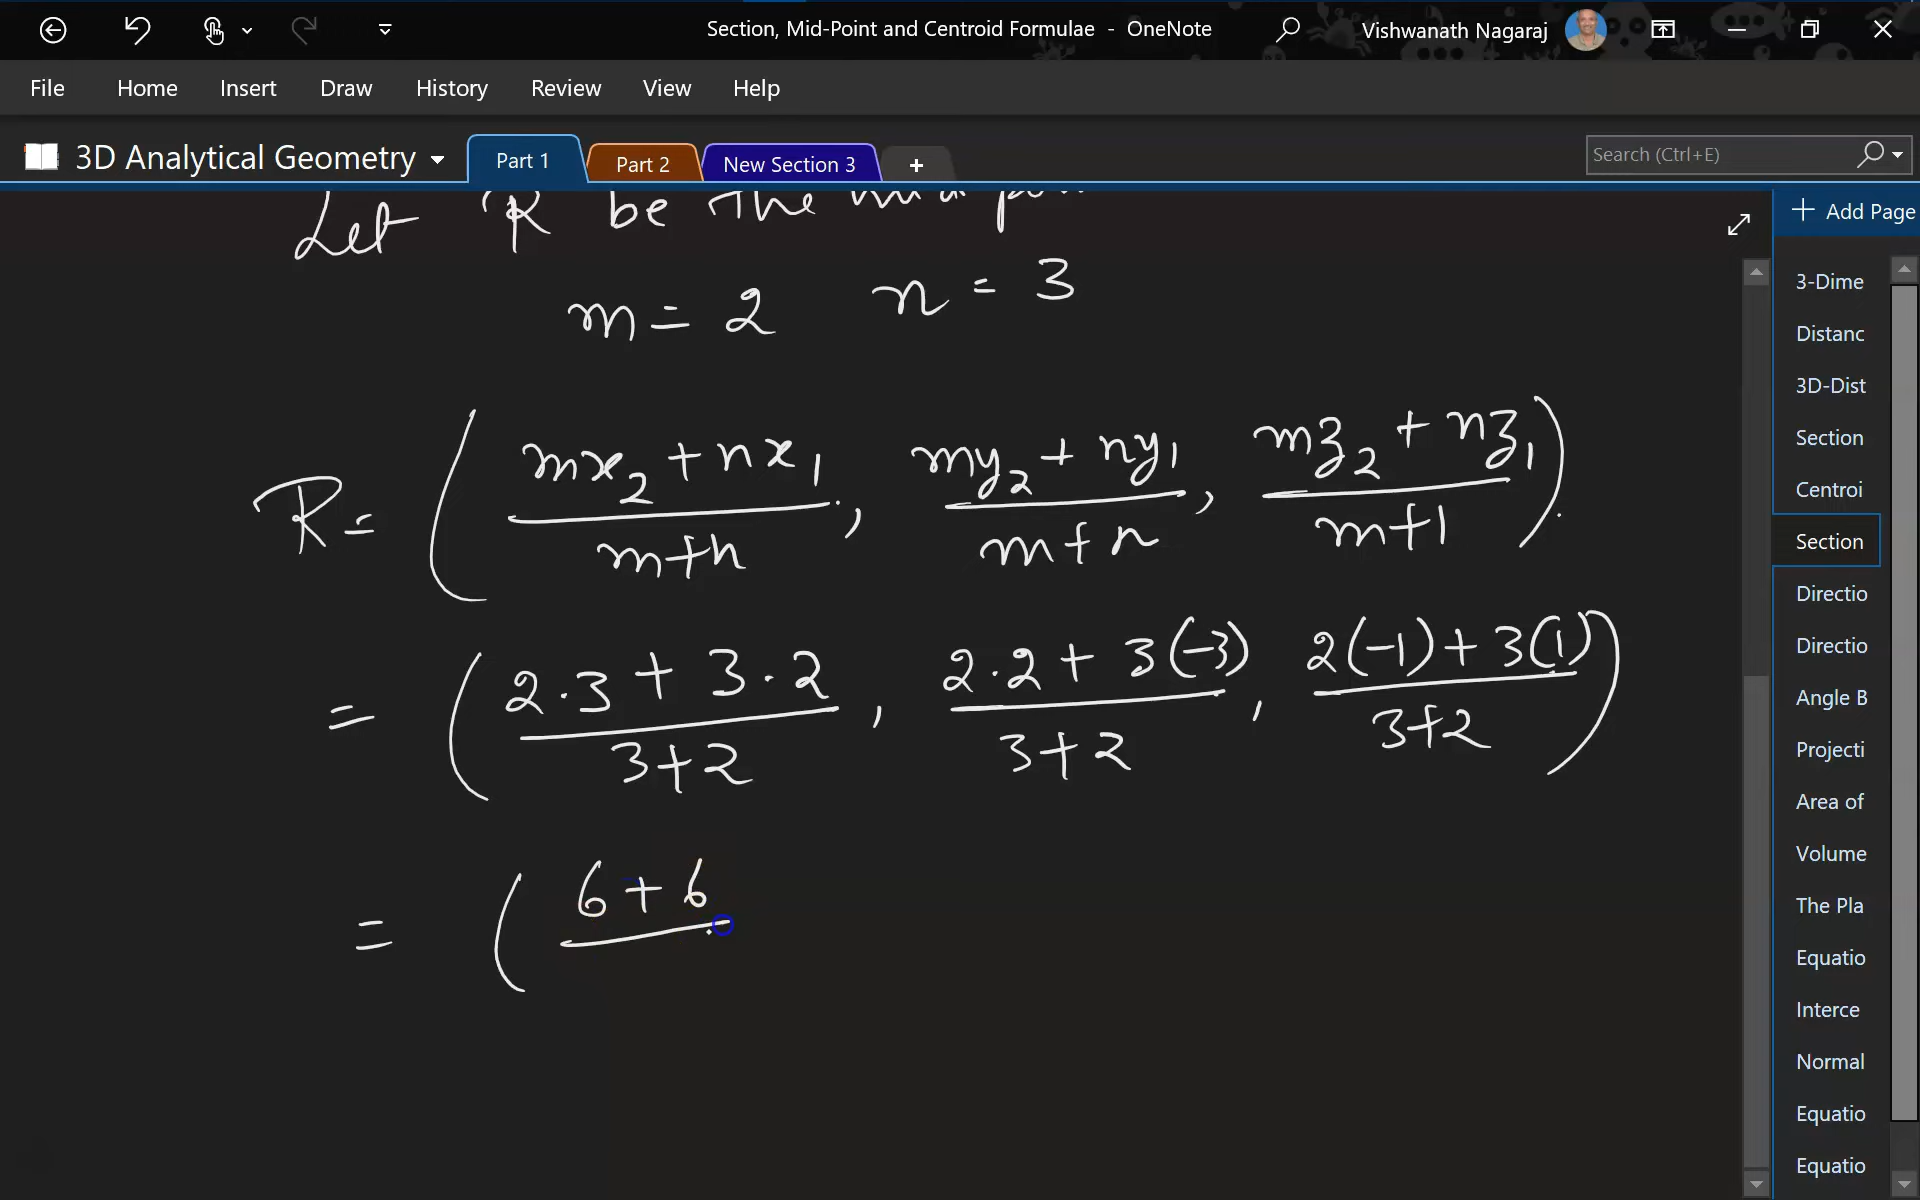 Section, Mid-Point and Centroid Formulae - OneNote
Vishwanath Nagaraj
File Home Insert Draw History Review View Help
3D Analytical Geometry Part 1 Part 2 New Section 3 +
Search (Ctrl+E)
+ Add Page
Let R be the mid
m = 2 n = 3
R = ( (mx₂ + nx₁)/(m+n), (my₂ + ny₁)/(m+n), (mz₂ + nz₁)/(m+1) )
= ( (2·3 + 3·2)/(3+2), (2·2 + 3(-3))/(3+2), (2(-1) + 3(1))/(3+2) )
= ( 6 + 6
3-Dime
Distanc
3D-Dist
Section
Centroi
Section
Directio
Directio
Angle B
Projecti
Area of
Volume
The Pla
Equatio
Interce
Normal
Equatio
Equatio